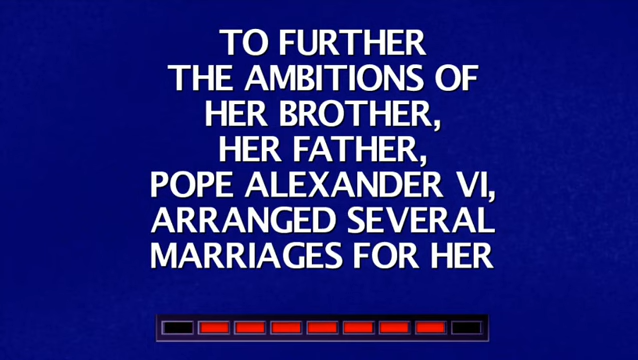 TO FURTHER
THE AMBITIONS OF
HER BROTHER,
HER FATHER,
POPE ALEXANDER VI,
ARRANGED SEVERAL
MARRIAGES FOR HER